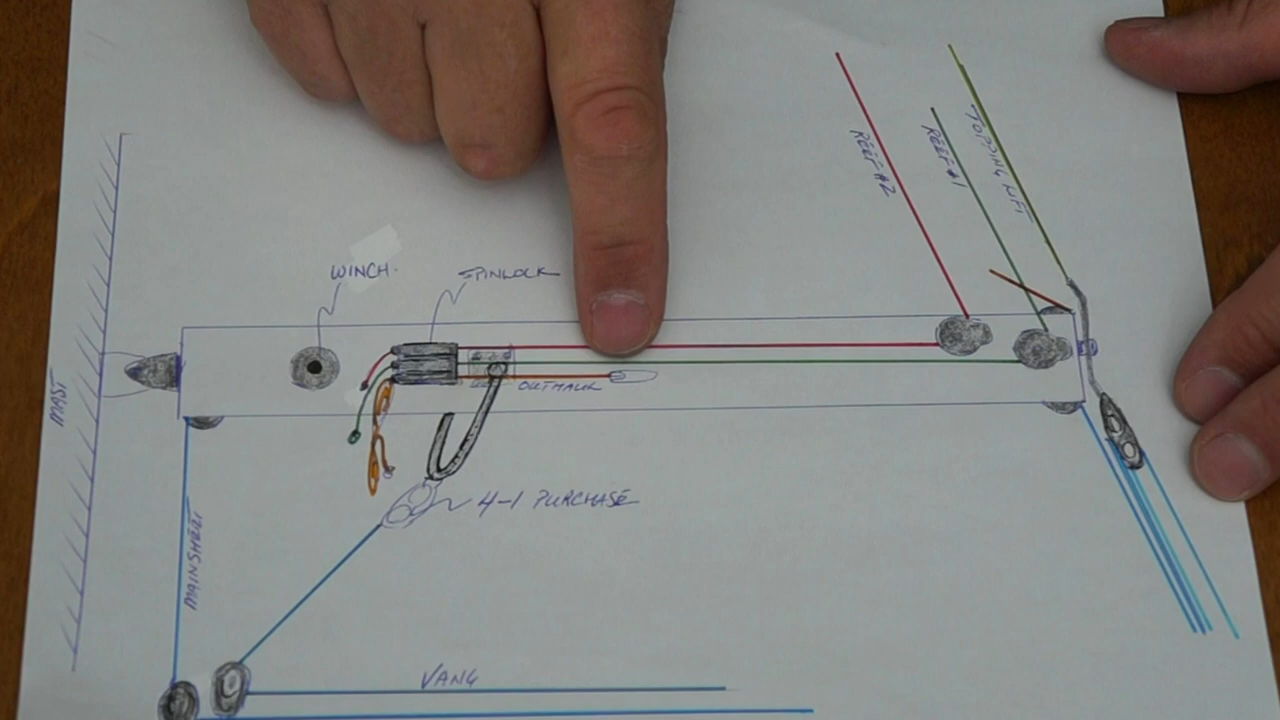 REEF #2
REEF #1
TOPPING LIFT
WINCH
SPINLOCK
MAST
OUTHAUL
4-1 PURCHASE
MAINSHEET
VANG